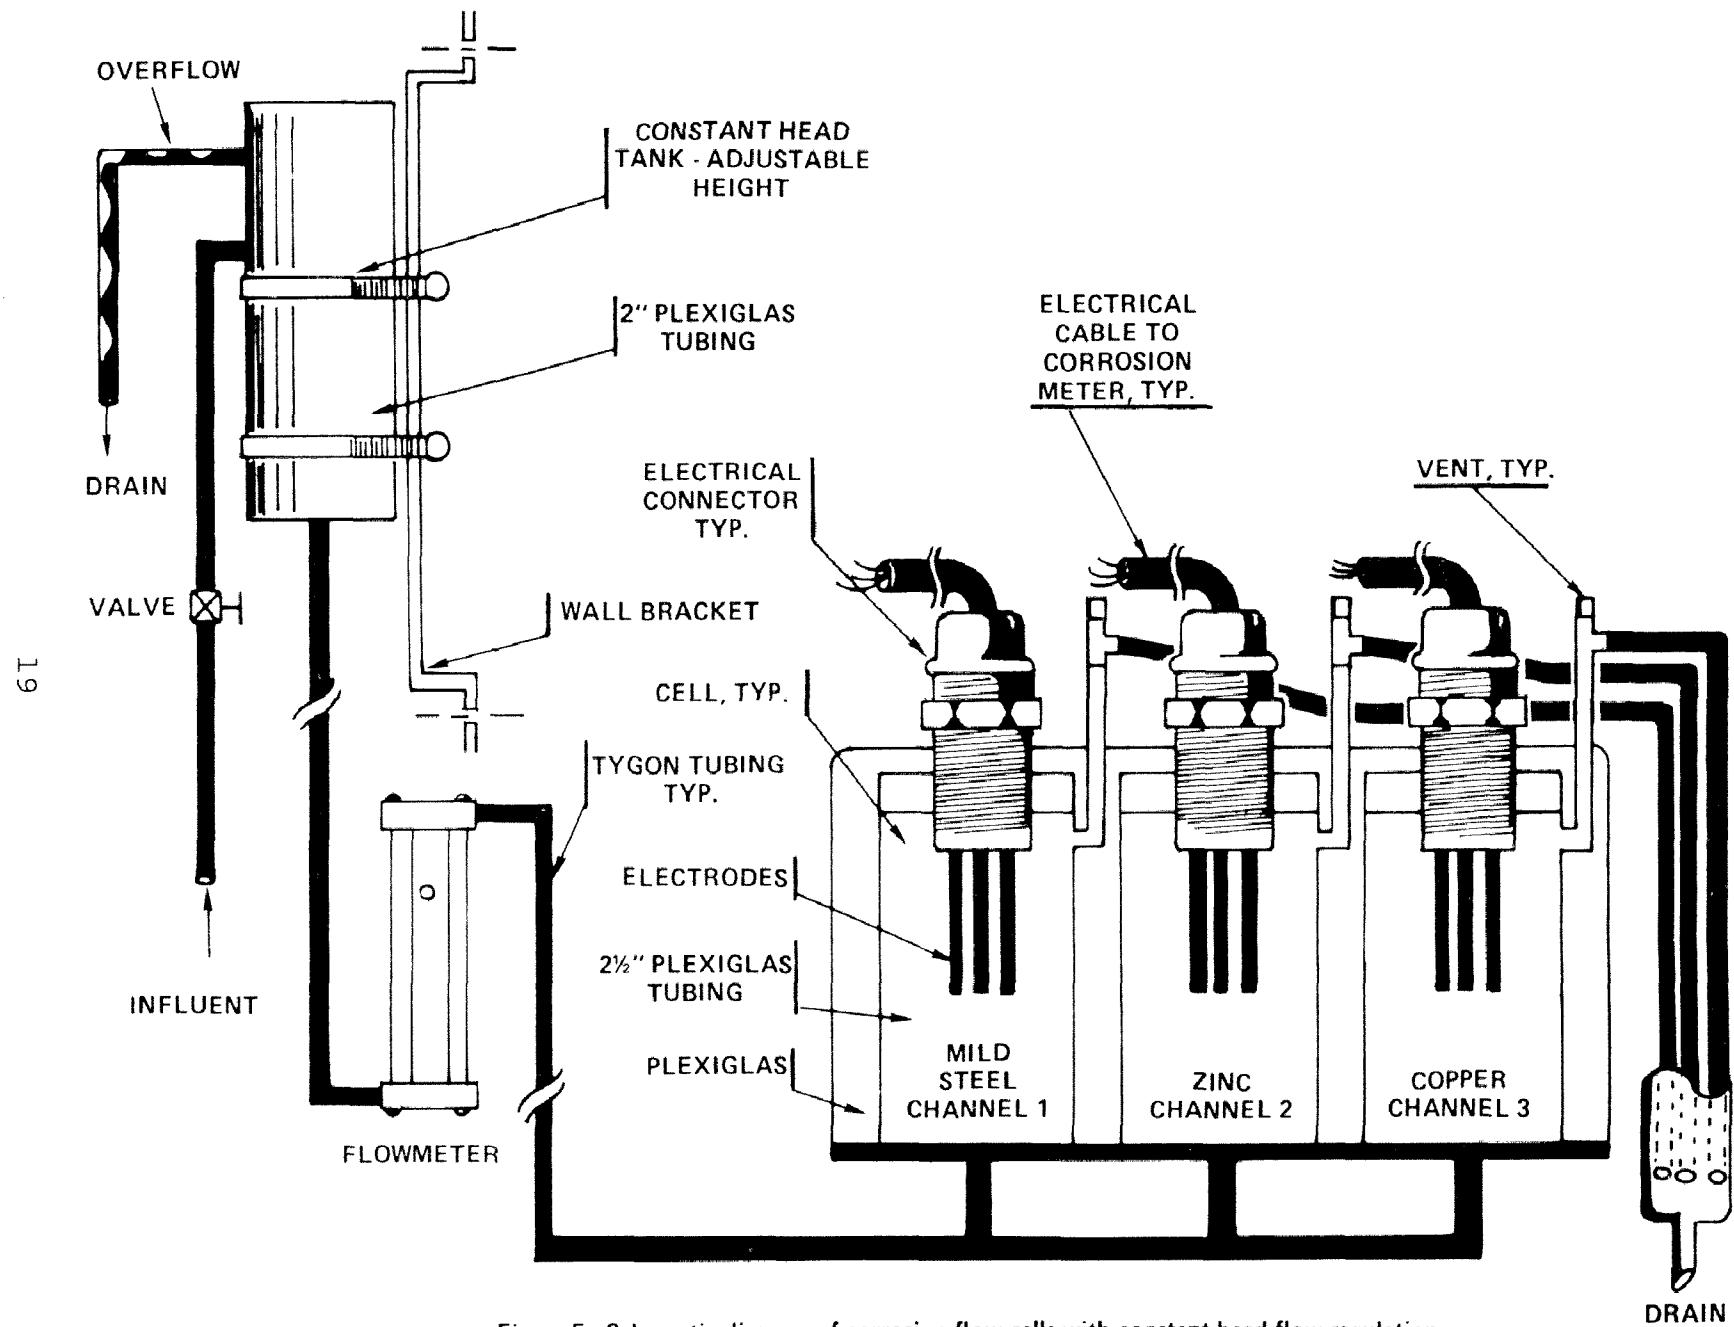 OVERFLOW
CONSTANT HEAD
TANK - ADJUSTABLE
HEIGHT
2" PLEXIGLAS
TUBING
ELECTRICAL
CABLE TO
CORROSION
METER, TYP.
DRAIN
ELECTRICAL
CONNECTOR
TYP.
VENT, TYP.
VALVE
WALL BRACKET
19
CELL, TYP.
TYGON TUBING
TYP.
ELECTRODES
2½" PLEXIGLAS
TUBING
INFLUENT
PLEXIGLAS
MILD
STEEL
CHANNEL 1
ZINC
CHANNEL 2
COPPER
CHANNEL 3
FLOWMETER
DRAIN